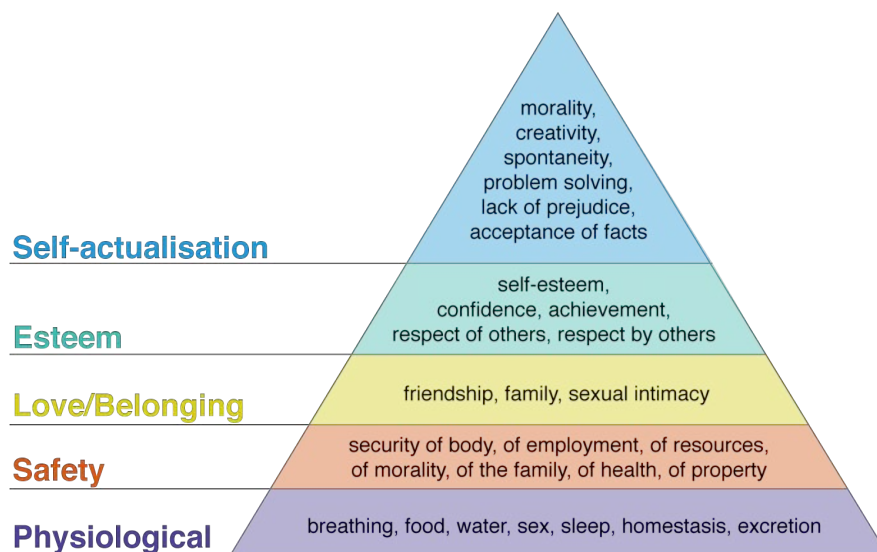 morality,
creativity,
spontaneity,
problem solving,
lack of prejudice,
acceptance of facts
Self-actualisation
self-esteem,
confidence, achievement,
respect of others, respect by others
Esteem
friendship, family, sexual intimacy
Love/Belonging
security of body, of employment, of resources,
of morality, of the family, of health, of property
Safety
breathing, food, water, sex, sleep, homestasis, excretion
Physiological